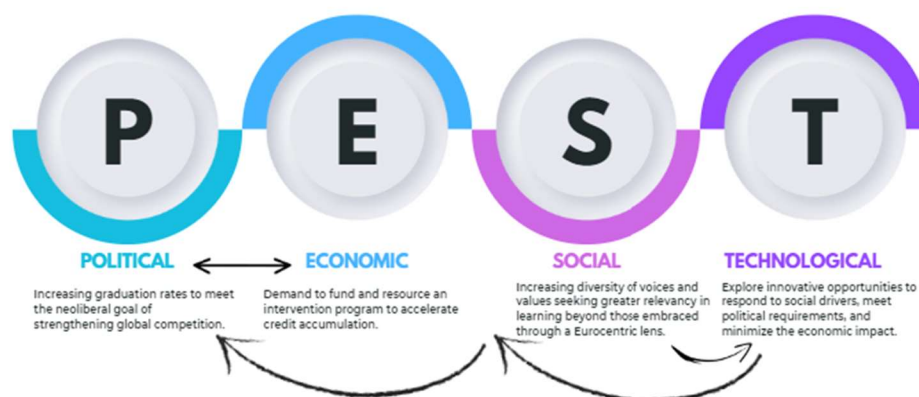 P
E
S
T
POLITICAL
Increasing graduation rates to meet
the neoliberal goal of
strengthening global competition.
ECONOMIC
Demand to fund and resource an
intervention program to accelerate
credit accumulation.
SOCIAL
Increasing diversity of voices and
values seeking greater relevancy in
learning beyond those embraced
through a Eurocentric lens.
TECHNOLOGICAL
Explore innovative opportunities to
respond to social drivers, meet
political requirements, and
minimize the economic impact.